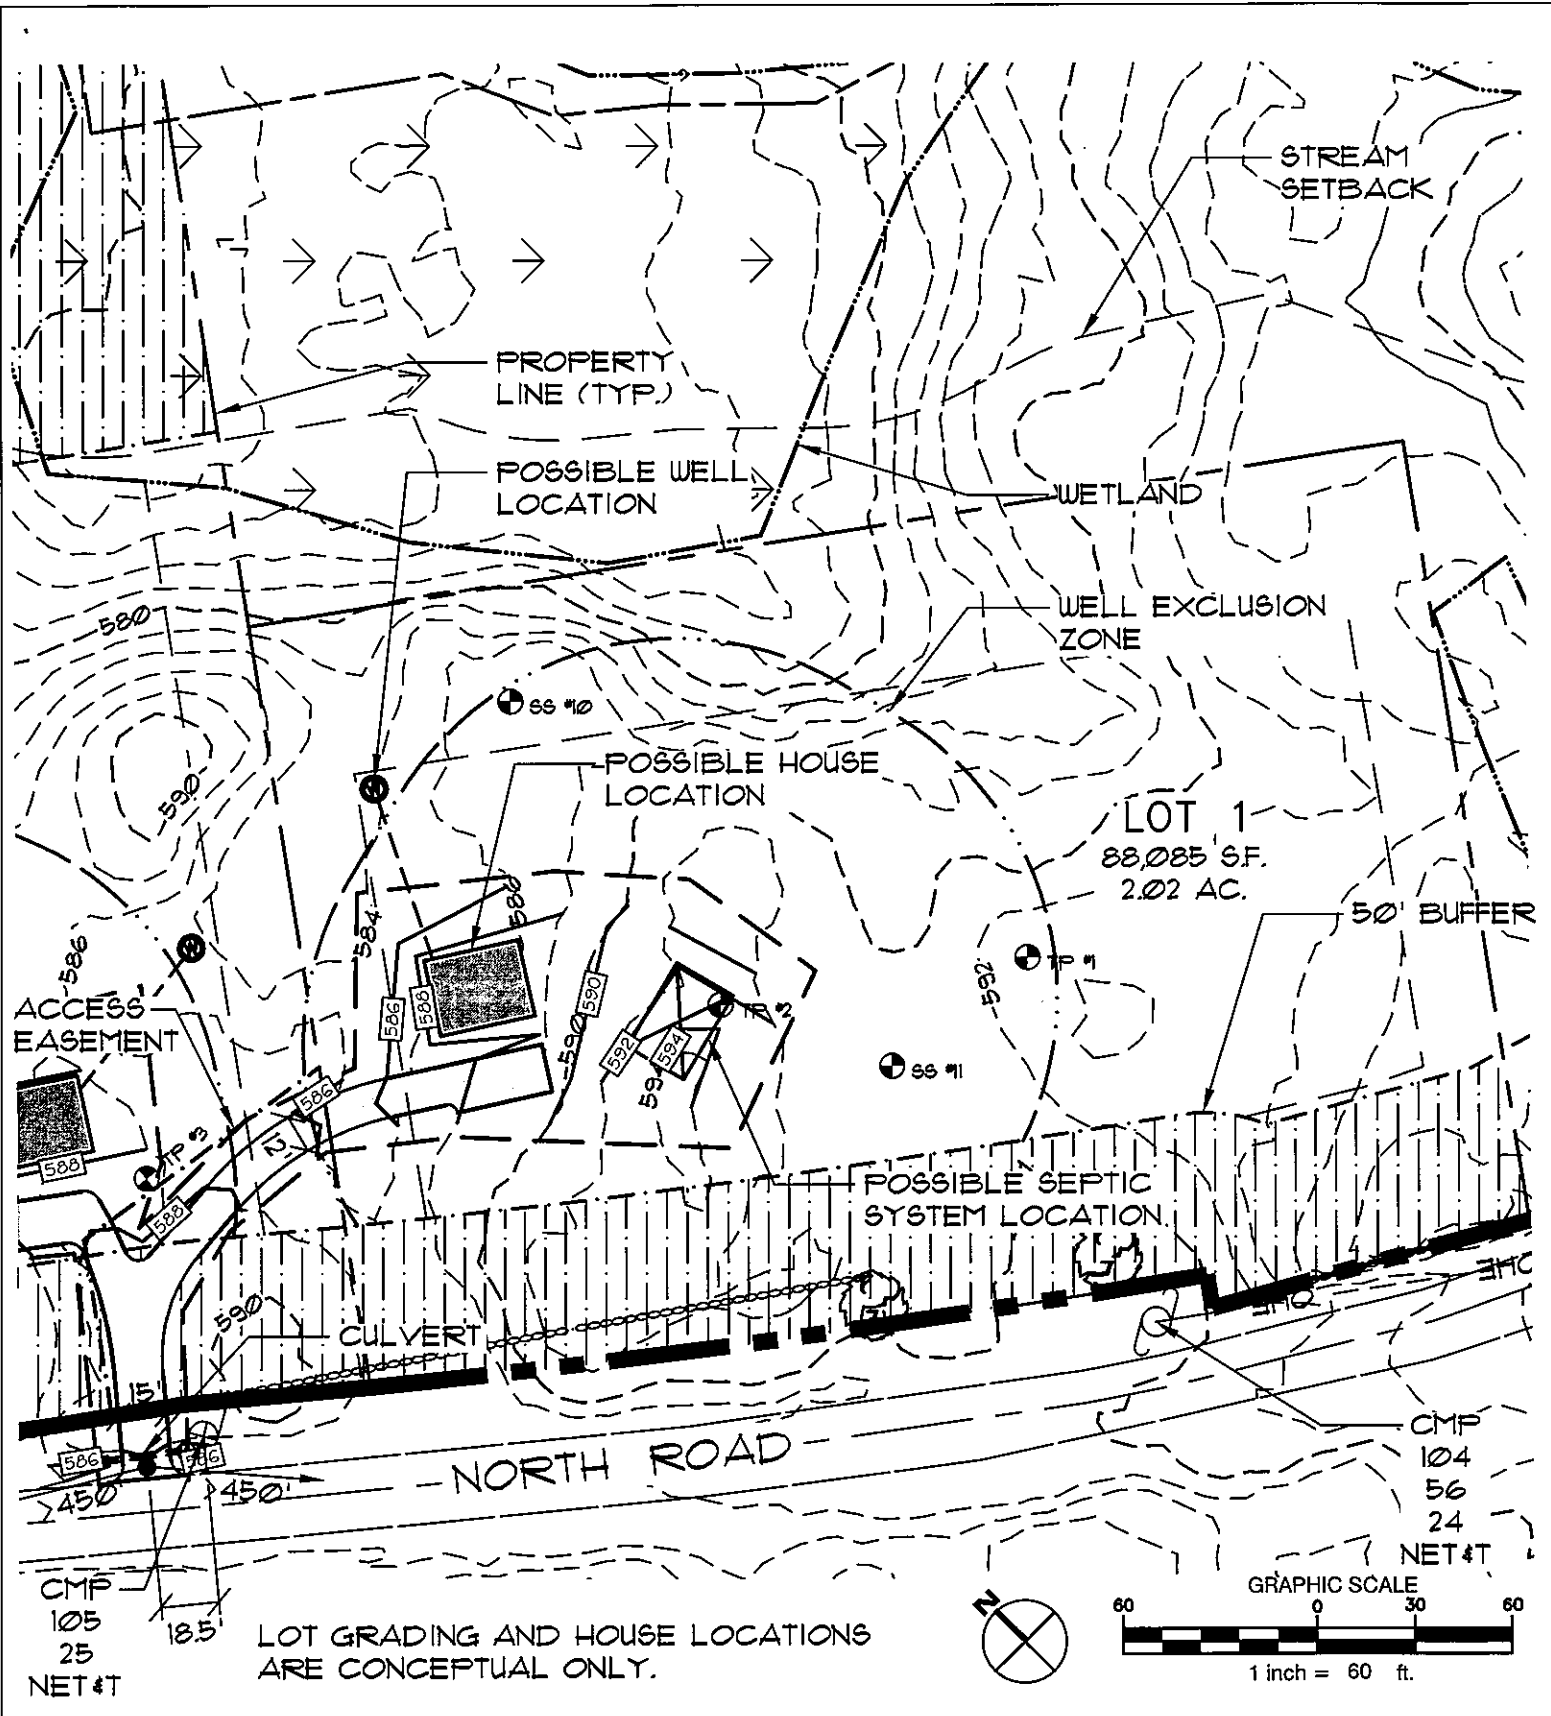 STREAM
SETBACK
PROPERTY
LINE (TYP.)
POSSIBLE WELL
LOCATION
WETLAND
580
WELL EXCLUSION
ZONE
SS #10
POSSIBLE HOUSE
LOCATION
590
LOT 1
88,085 S.F.
2.02 AC.
50' BUFFER
586
584
586
592
TP #1
ACCESS
EASEMENT
586
588
590
590
TP #2
592
594
594
SS #11
586
12'
TP #3
588
588
POSSIBLE SEPTIC
SYSTEM LOCATION
590
CULVERT
OHE
OHE
15'
586
586
>450'
>450'
NORTH ROAD
CMP
104
56
24
NET&T
CMP
105
25
NET&T
18.5'
LOT GRADING AND HOUSE LOCATIONS
ARE CONCEPTUAL ONLY.
N
GRAPHIC SCALE
60 0 30 60
1 inch = 60 ft.